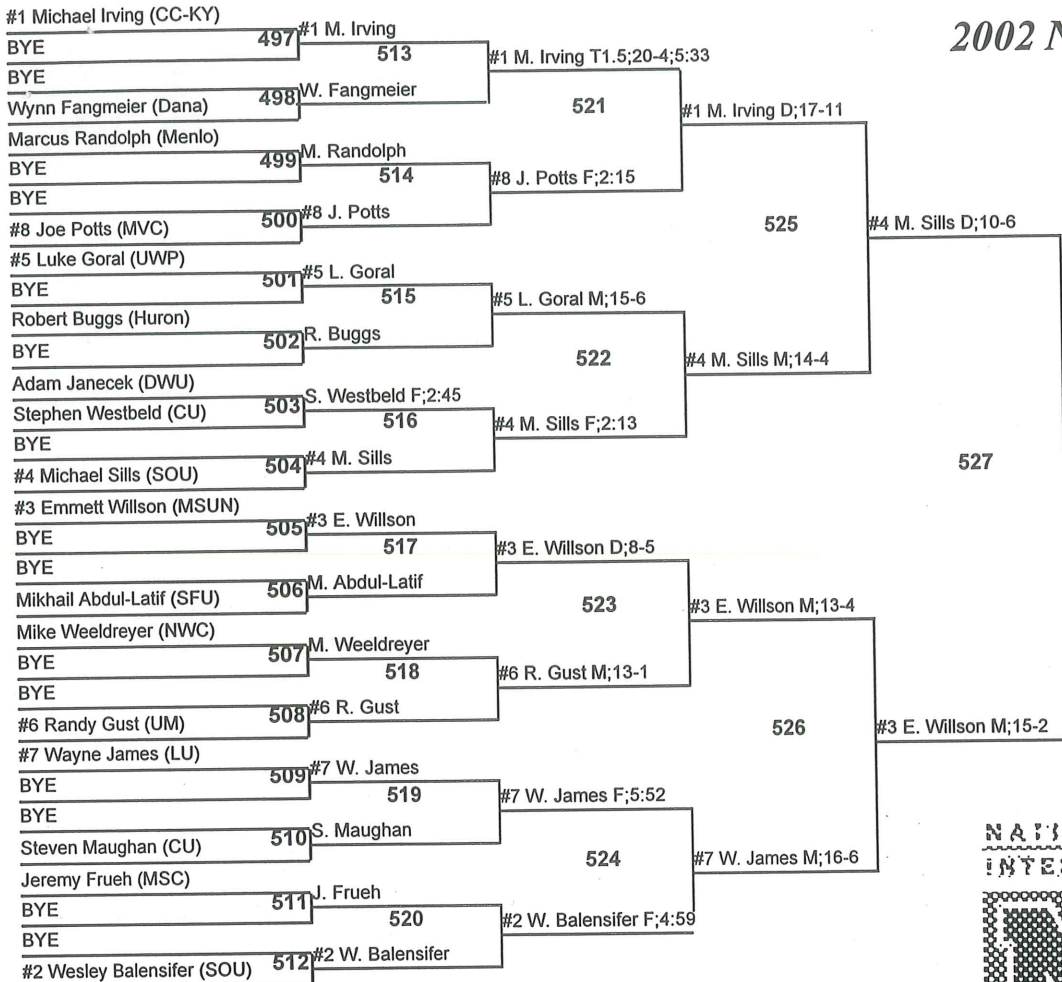 #1 Michael Irving (CC-KY)
BYE
497
#1 M. Irving
513
BYE
Wynn Fangmeier (Dana)
498
W. Fangmeier
#1 M. Irving T1.5;20-4;5:33
521
Marcus Randolph (Menlo)
BYE
499
M. Randolph
514
BYE
#8 Joe Potts (MVC)
500
#8 J. Potts
#8 J. Potts F;2:15
#1 M. Irving D;17-11
525
#5 Luke Goral (UWP)
BYE
501
#5 L. Goral
515
Robert Buggs (Huron)
BYE
502
R. Buggs
#5 L. Goral M;15-6
522
Adam Janecek (DWU)
Stephen Westbeld (CU)
503
S. Westbeld F;2:45
516
BYE
#4 Michael Sills (SOU)
504
#4 M. Sills
#4 M. Sills F;2:13
#4 M. Sills M;14-4
#4 M. Sills D;10-6
527
#3 Emmett Willson (MSUN)
BYE
505
#3 E. Willson
517
BYE
Mikhail Abdul-Latif (SFU)
506
M. Abdul-Latif
#3 E. Willson D;8-5
523
Mike Weeldreyer (NWC)
BYE
507
M. Weeldreyer
518
BYE
#6 Randy Gust (UM)
508
#6 R. Gust
#6 R. Gust M;13-1
#3 E. Willson M;13-4
526
#7 Wayne James (LU)
BYE
509
#7 W. James
519
BYE
Steven Maughan (CU)
510
S. Maughan
#7 W. James F;5:52
524
Jeremy Frueh (MSC)
BYE
511
J. Frueh
520
BYE
#2 Wesley Balensifer (SOU)
512
#2 W. Balensifer
#2 W. Balensifer F;4:59
#7 W. James M;16-6
#3 E. Willson M;15-2
2002 N
NATI
INTE